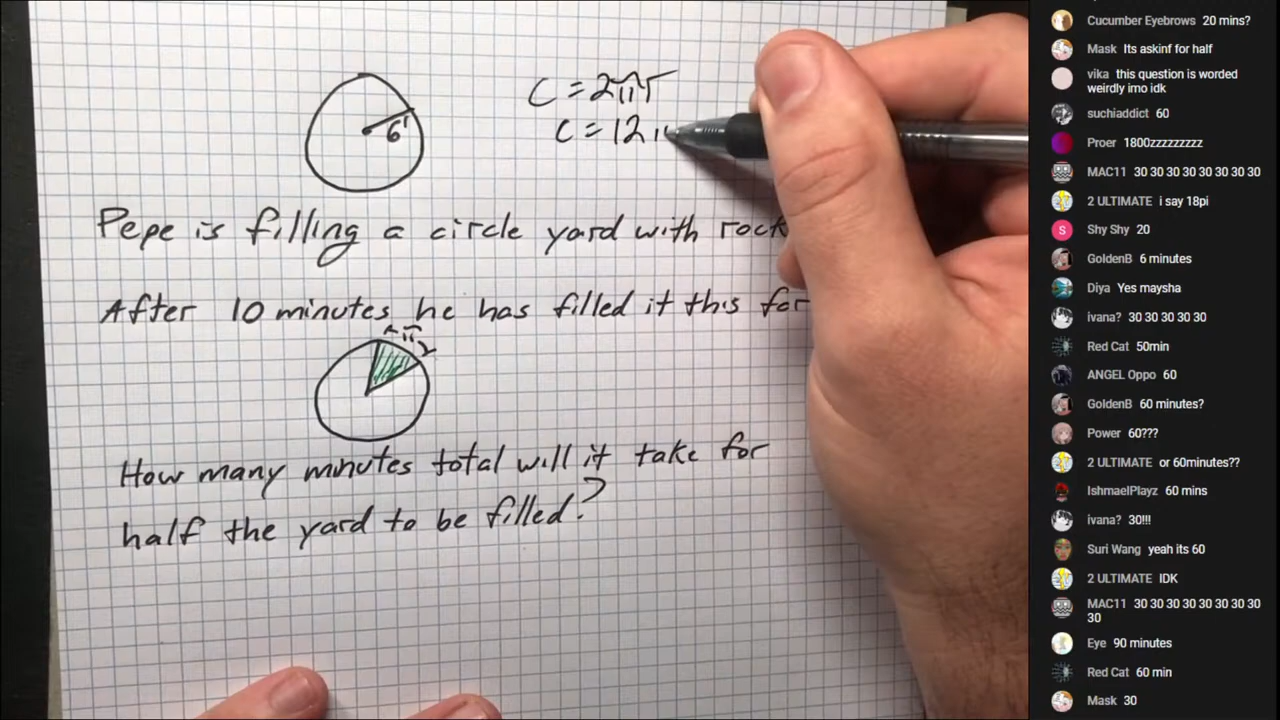 C = 2πr
6'
C = 12
Pepe is filling a circle yard with rock
After 10 minutes he has filled it this far
π
How many minutes total will it take for
half the yard to be filled?
Cucumber Eyebrows 20 mins?
Mask Its askinf for half
vika this question is worded
weirdly imo idk
suchiaddict 60
Proer 1800zzzzzzzzz
MAC11 30 30 30 30 30 30 30 30 30
2 ULTIMATE i say 18pi
S Shy Shy 20
GoldenB 6 minutes
Diya Yes maysha
ivana? 30 30 30 30 30
Red Cat 50min
ANGEL Oppo 60
GoldenB 60 minutes?
Power 60???
2 ULTIMATE or 60minutes??
IshmaelPlayz 60 mins
ivana? 30!!!
Suri Wang yeah its 60
2 ULTIMATE IDK
MAC11 30 30 30 30 30 30 30 30 30
30
Eye 90 minutes
Red Cat 60 min
Mask 30